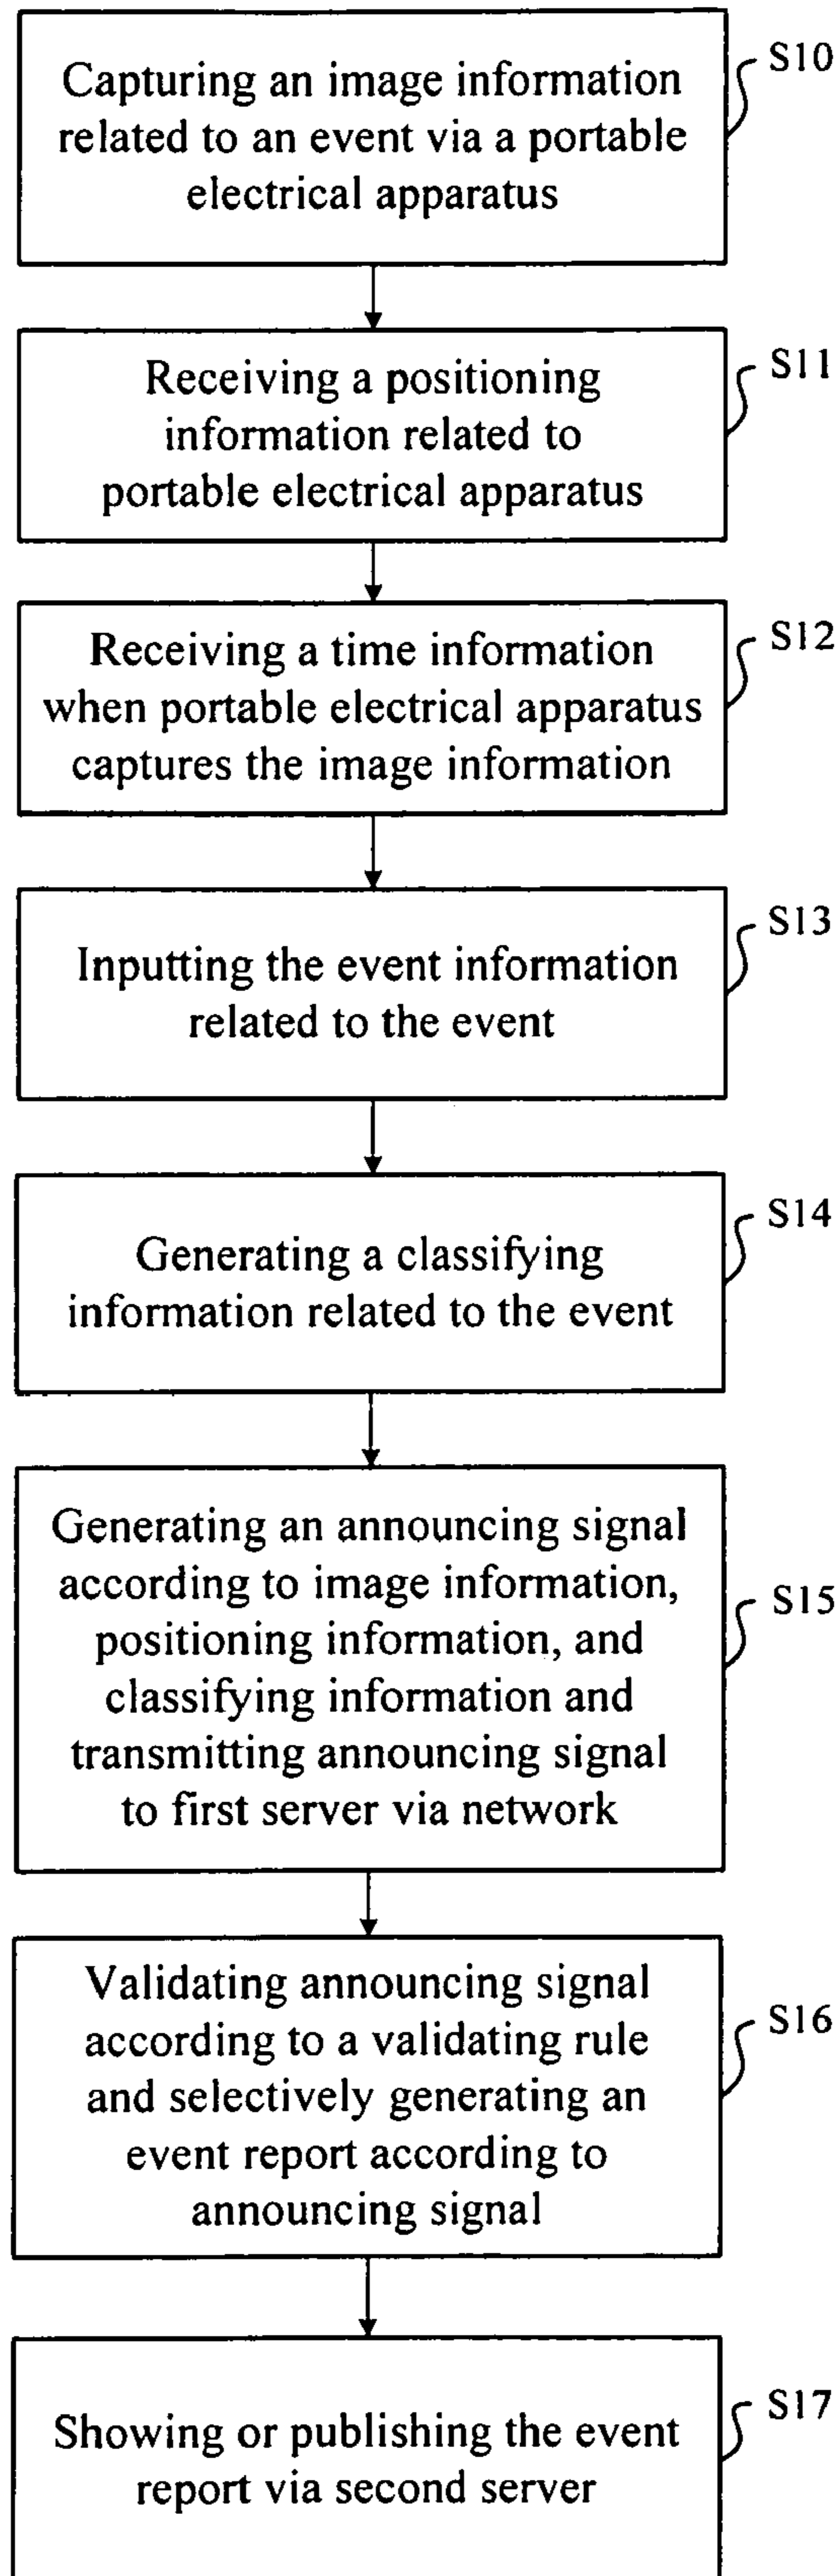 Capturing an image information
related to an event via a portable
electrical apparatus
S10
Receiving a positioning
information related to
portable electrical apparatus
S11
Receiving a time information
when portable electrical apparatus
captures the image information
S12
Inputting the event information
related to the event
S13
Generating a classifying
information related to the event
S14
Generating an announcing signal
according to image information,
positioning information, and
classifying information and
transmitting announcing signal
to first server via network
S15
Validating announcing signal
according to a validating rule
and selectively generating an
event report according to
announcing signal
S16
Showing or publishing the event
report via second server
S17